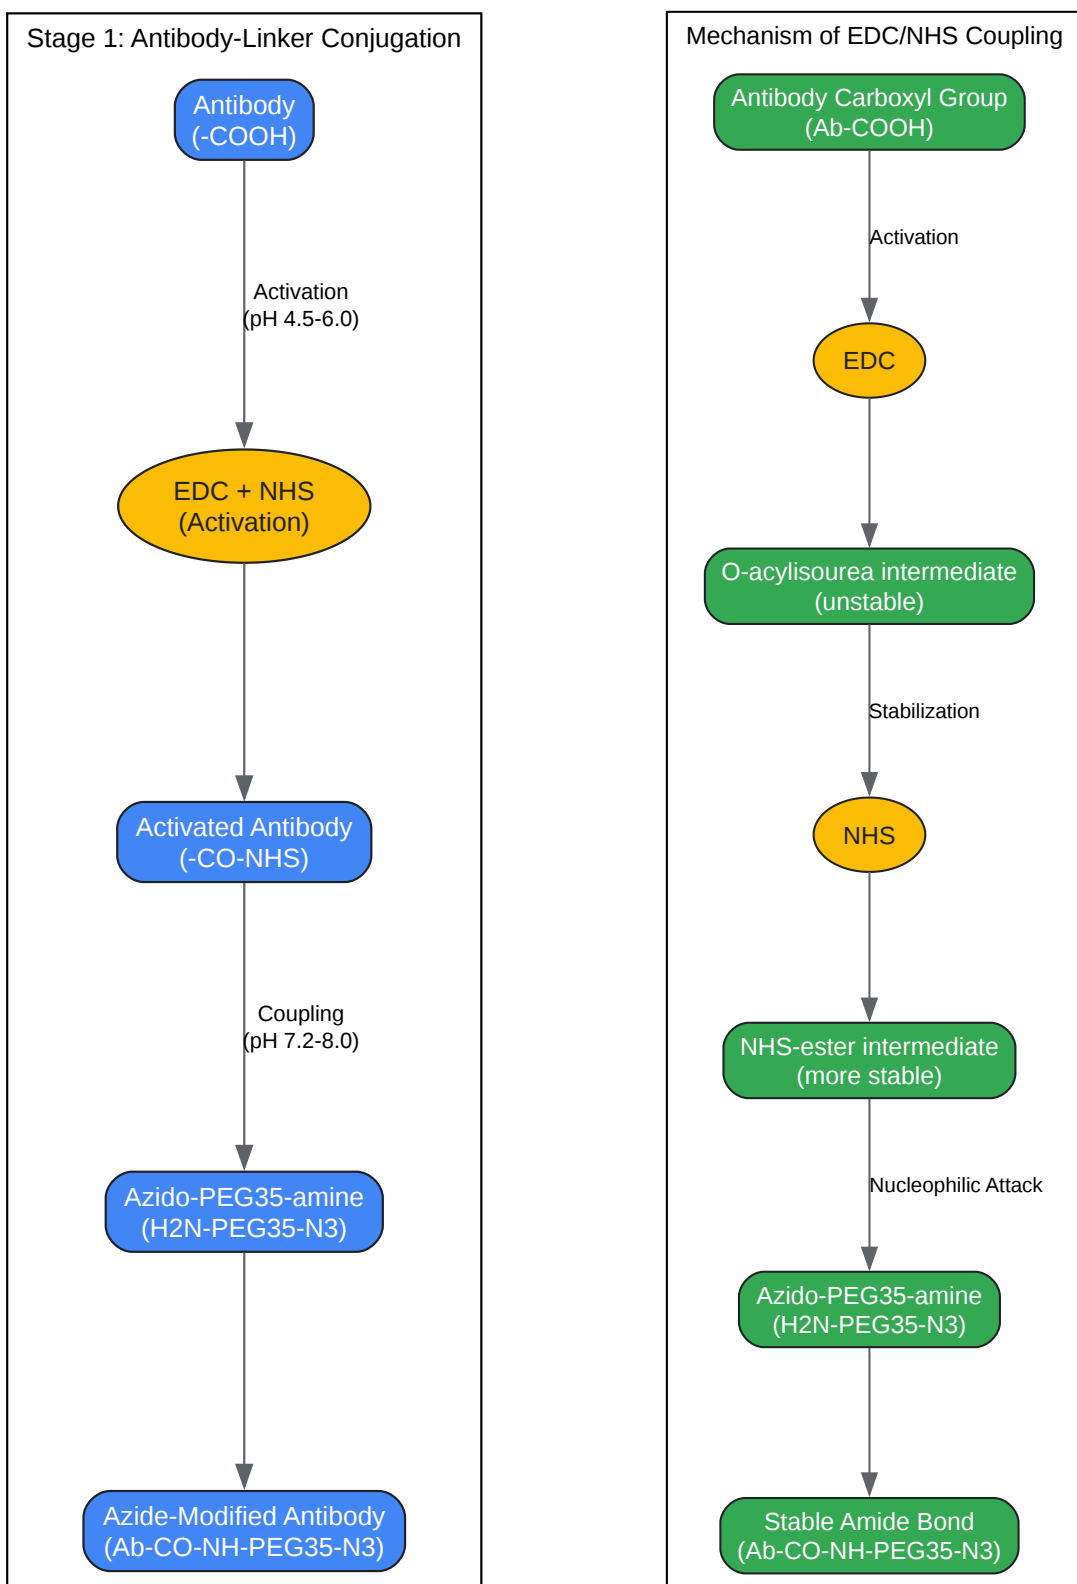 Stage 1: Antibody-Linker Conjugation
Antibody
(-COOH)
Activation
(pH 4.5-6.0)
EDC + NHS
(Activation)
Activated Antibody
(-CO-NHS)
Coupling
(pH 7.2-8.0)
Azido-PEG35-amine
(H2N-PEG35-N3)
Azide-Modified Antibody
(Ab-CO-NH-PEG35-N3)
Mechanism of EDC/NHS Coupling
Antibody Carboxyl Group
(Ab-COOH)
Activation
EDC
O-acylisourea intermediate
(unstable)
Stabilization
NHS
NHS-ester intermediate
(more stable)
Nucleophilic Attack
Azido-PEG35-amine
(H2N-PEG35-N3)
Stable Amide Bond
(Ab-CO-NH-PEG35-N3)